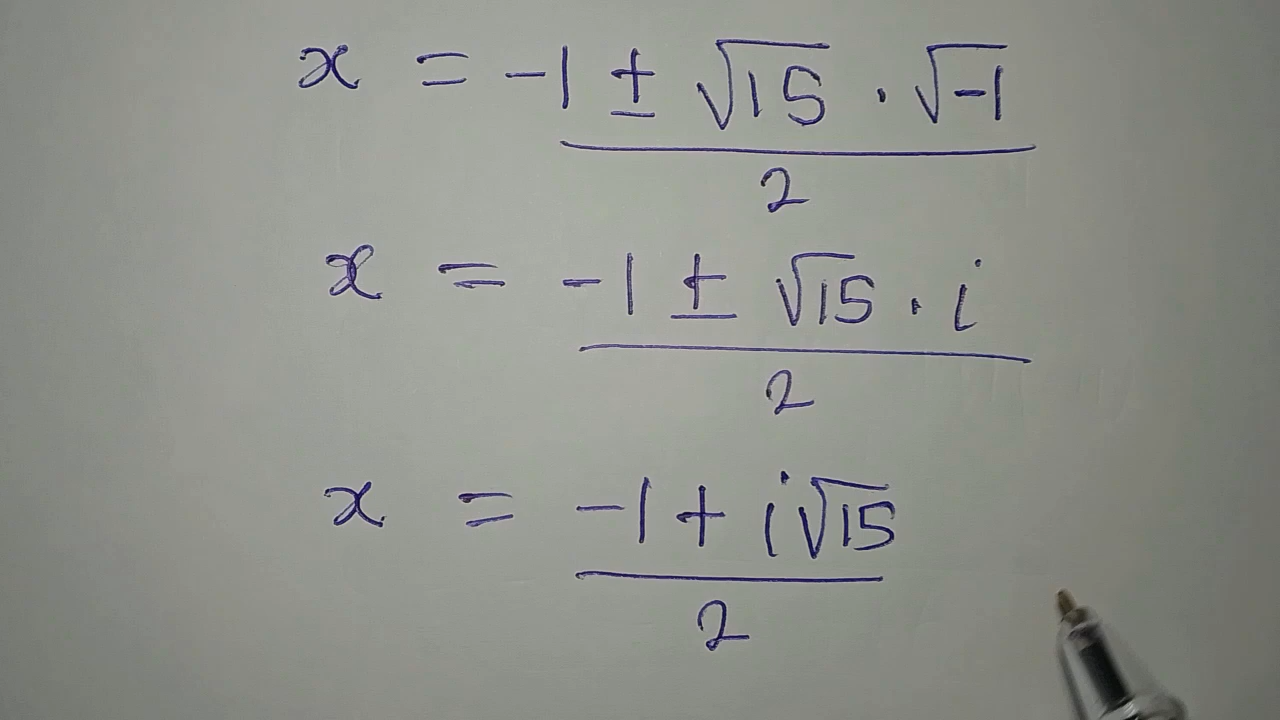 x = -1 ± √15 · √-1
2
x = -1 ± √15 · i
2
x = -1 + i√15
2